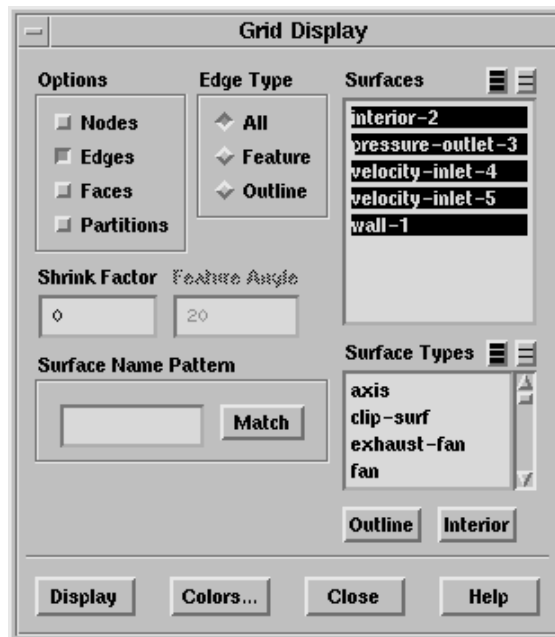 Grid Display
Options
Nodes
Edges
Faces
Partitions
Edge Type
All
Feature
Outline
Surfaces
interior-2
pressure-outlet-3
velocity-inlet-4
velocity-inlet-5
wall-1
Shrink Factor
0
Feature Angle
20
Surface Name Pattern
Match
Surface Types
axis
clip-surf
exhaust-fan
fan
Outline
Interior
Display
Colors...
Close
Help